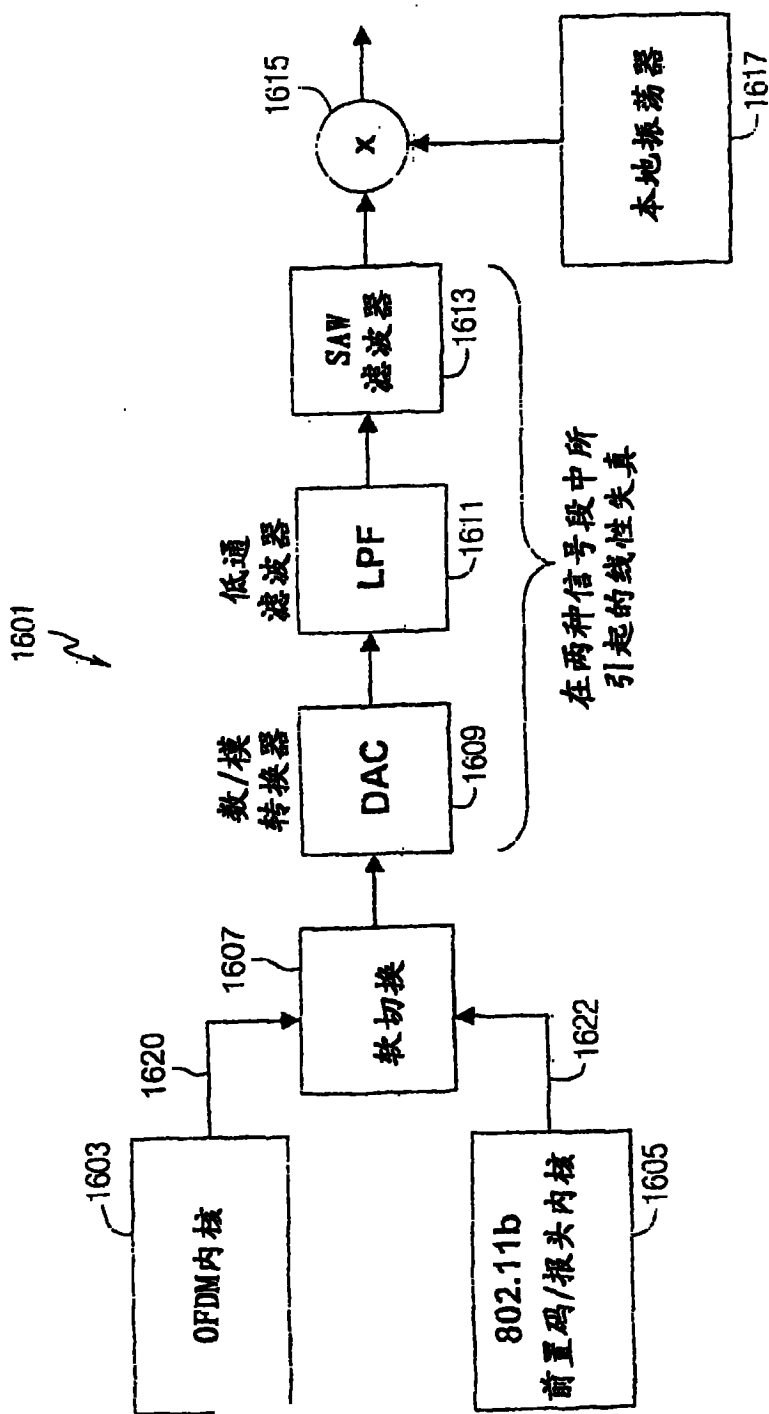 1601
1603
OFDM内核
1620
1607
软切换
802.11b
前置码/报头内核
1605
1622
数/模
转换器
DAC
1609
低通
滤波器
LPF
1611
SAW
滤波器
1613
在两种信号段中所
引起的线性失真
1615
X
本地振荡器
1617